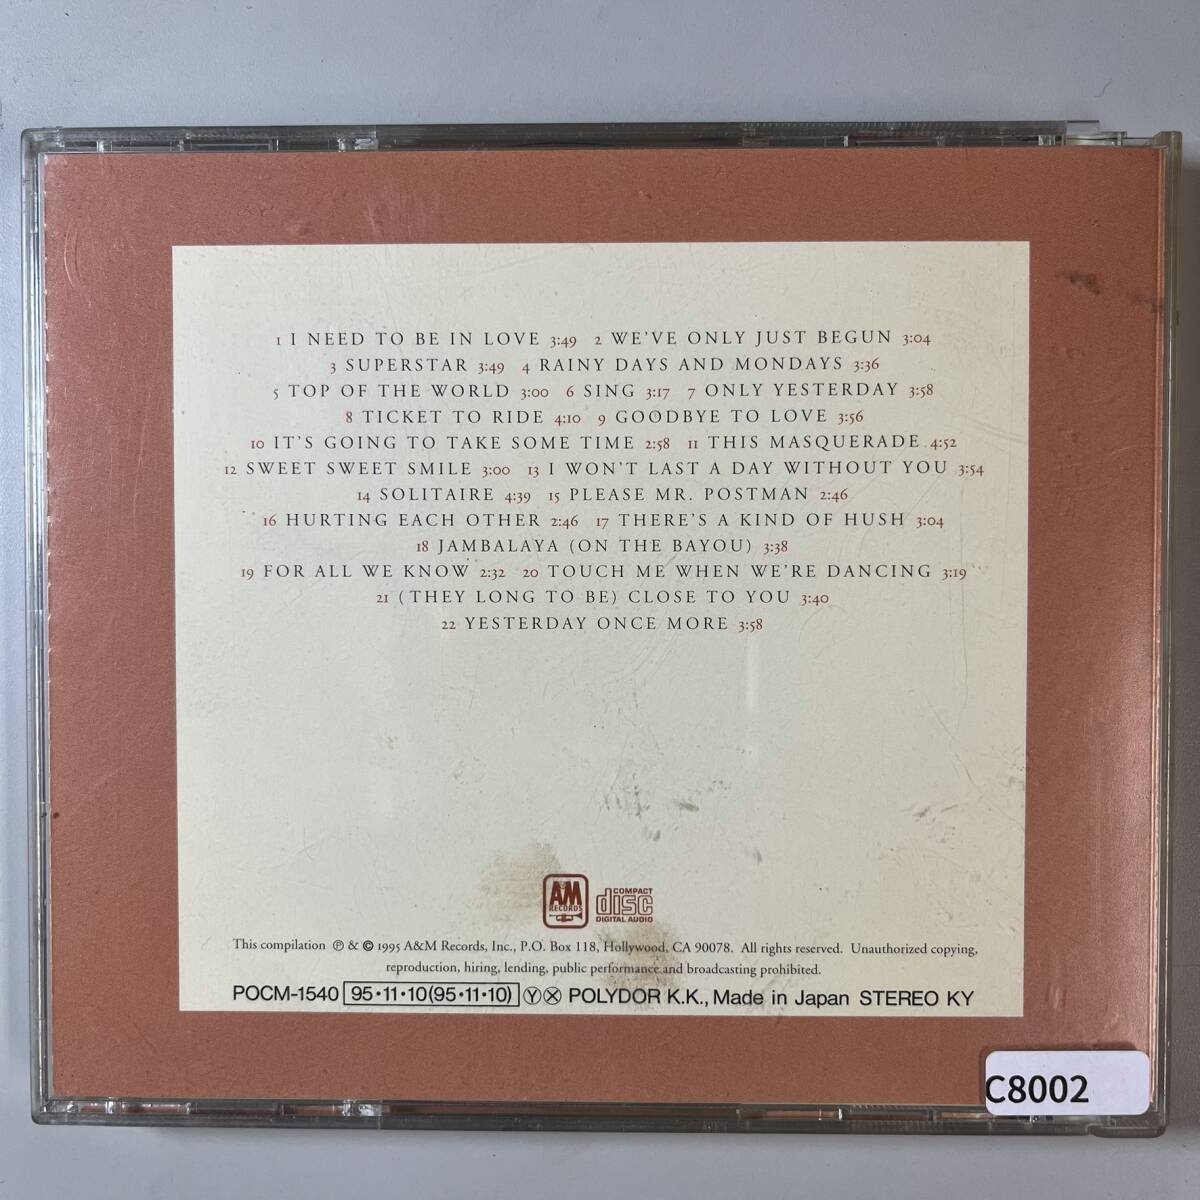 1 I NEED TO BE IN LOVE 3:49 2 WE'VE ONLY JUST BEGUN 3:04
3 SUPERSTAR 3:49 4 RAINY DAYS AND MONDAYS 3:36
5 TOP OF THE WORLD 3:00 6 SING 3:17 7 ONLY YESTERDAY 3:58
8 TICKET TO RIDE 4:10 9 GOODBYE TO LOVE 3:56
10 IT'S GOING TO TAKE SOME TIME 2:58 11 THIS MASQUERADE 4:52
12 SWEET SWEET SMILE 3:00 13 I WON'T LAST A DAY WITHOUT YOU 3:54
14 SOLITAIRE 4:39 15 PLEASE MR. POSTMAN 2:46
16 HURTING EACH OTHER 2:46 17 THERE'S A KIND OF HUSH 3:04
18 JAMBALAYA (ON THE BAYOU) 3:38
19 FOR ALL WE KNOW 2:32 20 TOUCH ME WHEN WE'RE DANCING 3:19
21 (THEY LONG TO BE) CLOSE TO YOU 3:40
22 YESTERDAY ONCE MORE 3:58
A&M RECORDS
COMPACT disc DIGITAL AUDIO
This compilation ℗ & © 1995 A&M Records, Inc., P.O. Box 118, Hollywood, CA 90078. All rights reserved. Unauthorized copying,
reproduction, hiring, lending, public performance and broadcasting prohibited.
POCM-1540 95・11・10(95・11・10) Ⓨ Ⓧ POLYDOR K.K., Made in Japan STEREO KY
C8002